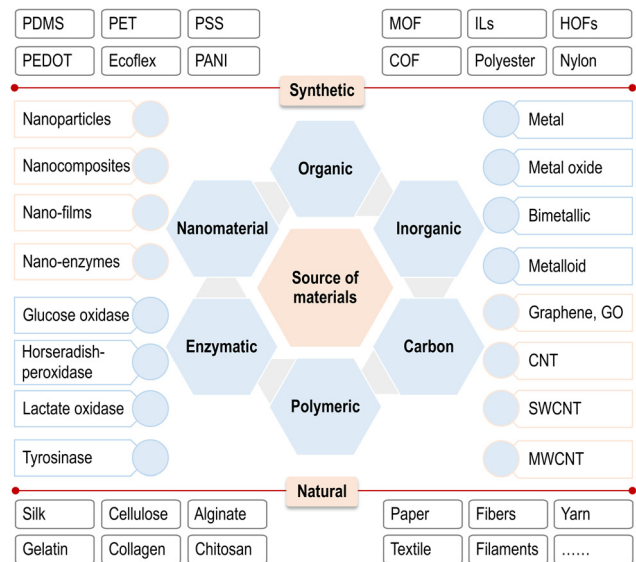 PDMS PET PSS MOF ILs HOFs
PEDOT Ecoflex PANI COF Polyester Nylon
Synthetic
Nanoparticles
Nanocomposites
Nano-films
Nano-enzymes
Glucose oxidase
Horseradish-
peroxidase
Lactate oxidase
Tyrosinase
Organic
Nanomaterial
Inorganic
Source of
materials
Enzymatic
Carbon
Polymeric
Metal
Metal oxide
Bimetallic
Metalloid
Graphene, GO
CNT
SWCNT
MWCNT
Natural
Silk Cellulose Alginate Paper Fibers Yarn
Gelatin Collagen Chitosan Textile Filaments ......